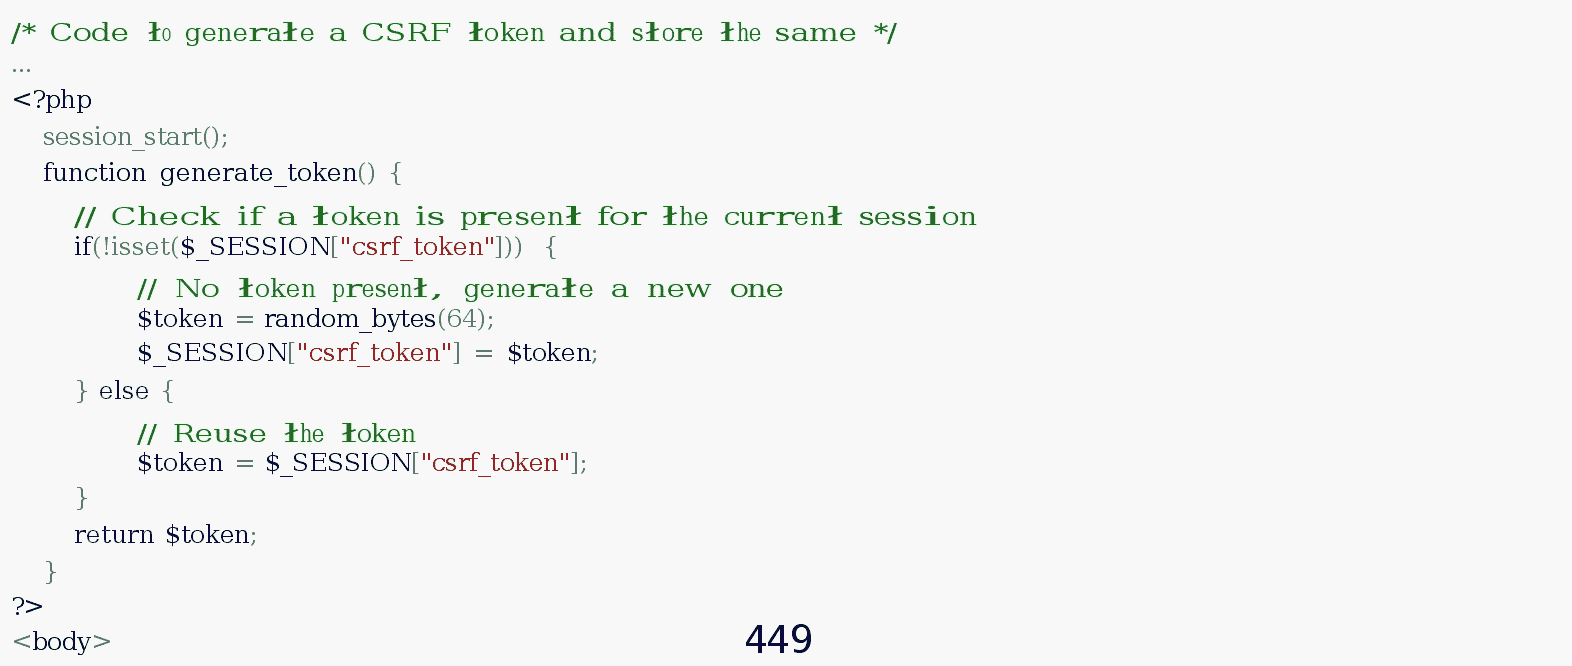 /* Code to generate a CSRF token and store the same */
...
<?php
session_start();
function generate_token() {
// Check if a token is present for the current session
if(!isset($_SESSION["csrf_token"])) {
// No token present, generate a new one
$token = random_bytes(64);
$_SESSION["csrf_token"] = $token;
} else {
// Reuse the token
$token = $_SESSION["csrf_token"];
}
return $token;
}
?>
<body>
449